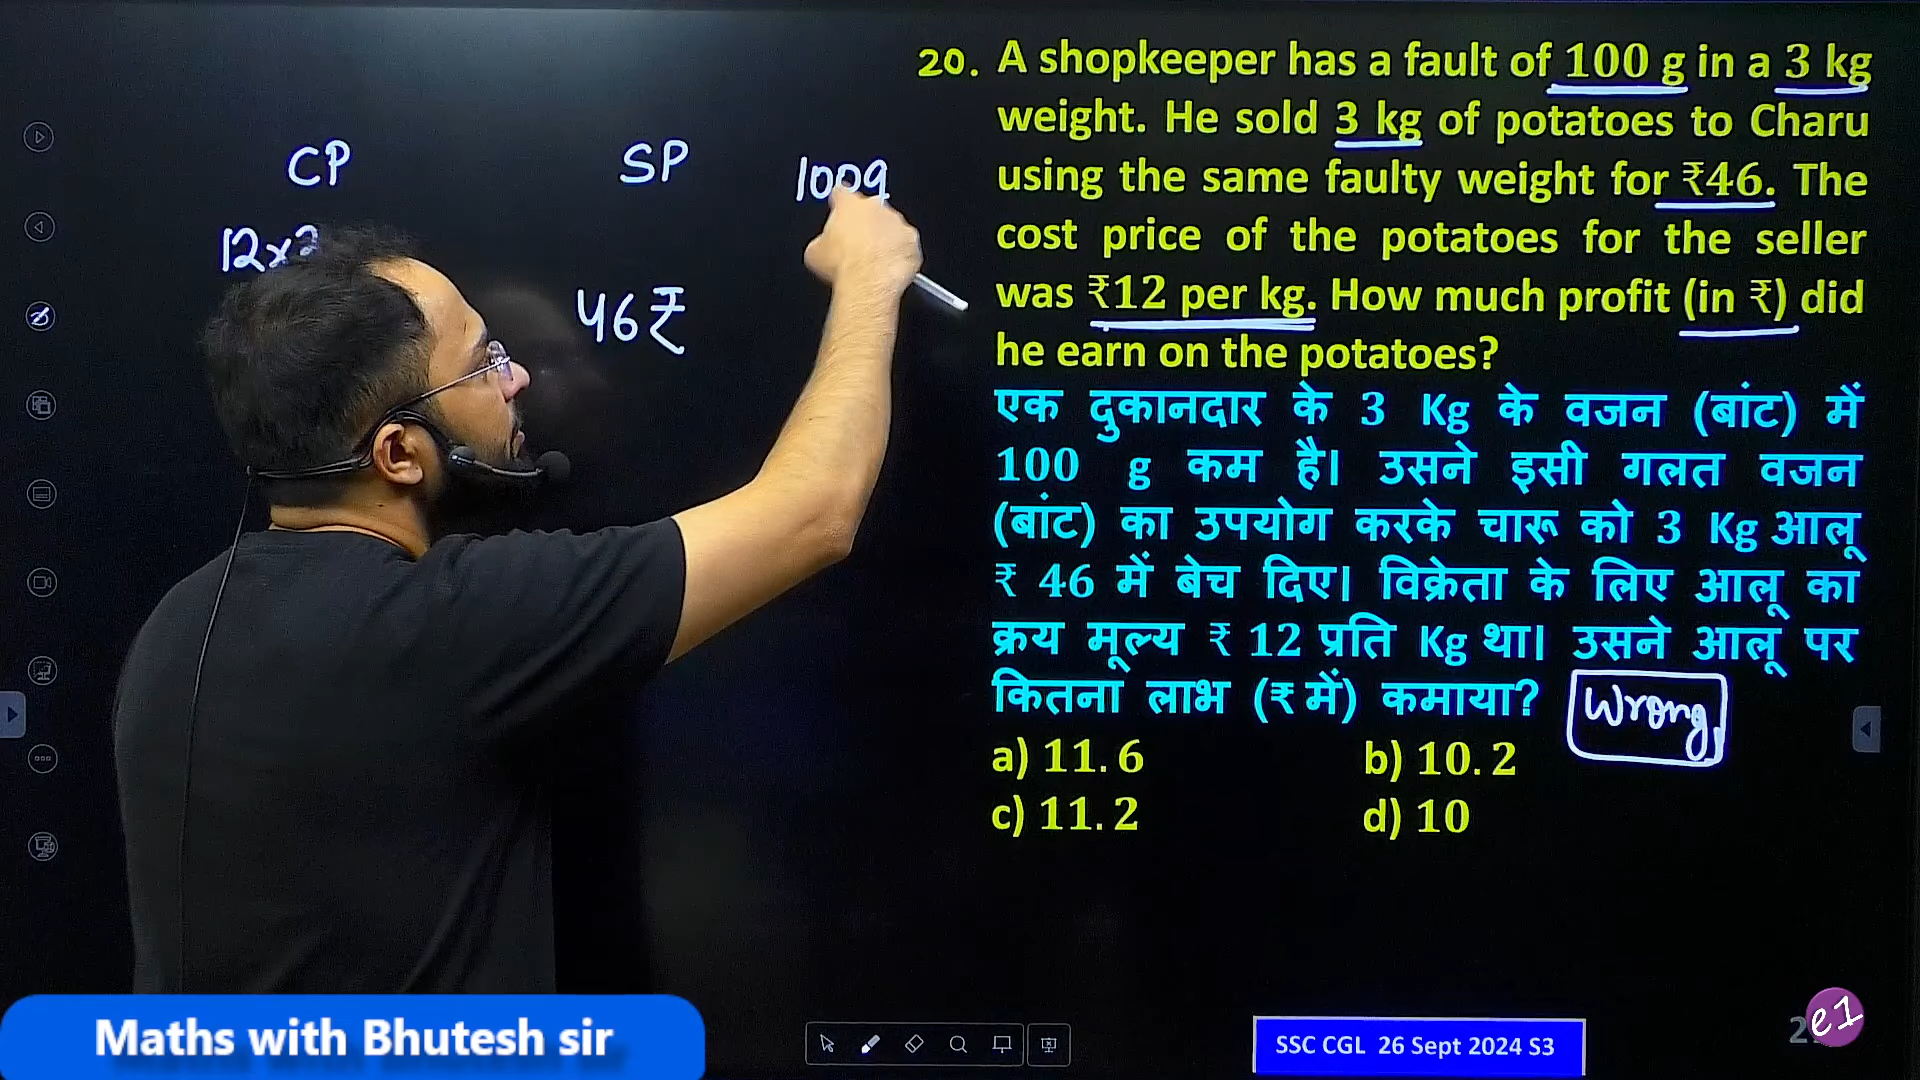 20. A shopkeeper has a fault of 100 g in a 3 kg
weight. He sold 3 kg of potatoes to Charu
using the same faulty weight for ₹46. The
cost price of the potatoes for the seller
was ₹12 per kg. How much profit (in ₹) did
he earn on the potatoes?
एक दुकानदार के 3 Kg के वजन (बांट) में
100 g कम है। उसने इसी गलत वजन
(बांट) का उपयोग करके चारू को 3 Kg आलू
₹ 46 में बेच दिए। विक्रेता के लिए आलू का
क्रय मूल्य ₹ 12 प्रति Kg था। उसने आलू पर
कितना लाभ (₹ में) कमाया?
Wrong
a) 11.6 b) 10.2
c) 11.2 d) 10
CP SP 100g
46₹
Maths with Bhutesh sir
SSC CGL 26 Sept 2024 S3
e1